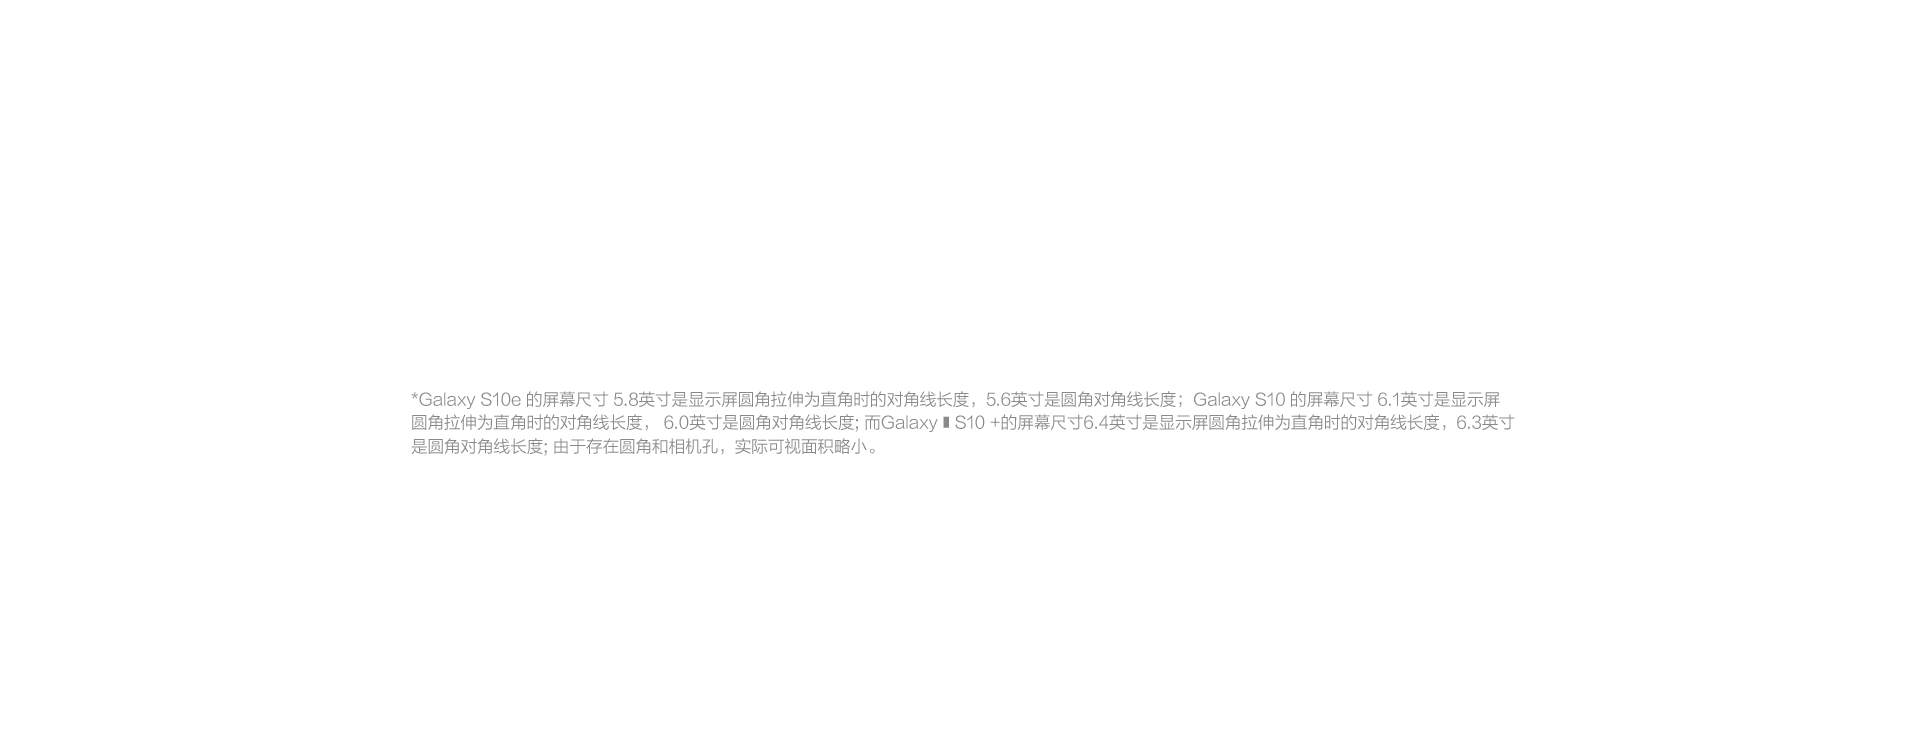 *Galaxy S10e 的屏幕尺寸 5.8英寸是显示屏圆角拉伸为直角时的对角线长度，5.6英寸是圆角对角线长度；Galaxy S10 的屏幕尺寸 6.1英寸是显示屏
圆角拉伸为直角时的对角线长度， 6.0英寸是圆角对角线长度; 而Galaxy▮S10 +的屏幕尺寸6.4英寸是显示屏圆角拉伸为直角时的对角线长度，6.3英寸
是圆角对角线长度; 由于存在圆角和相机孔，实际可视面积略小。